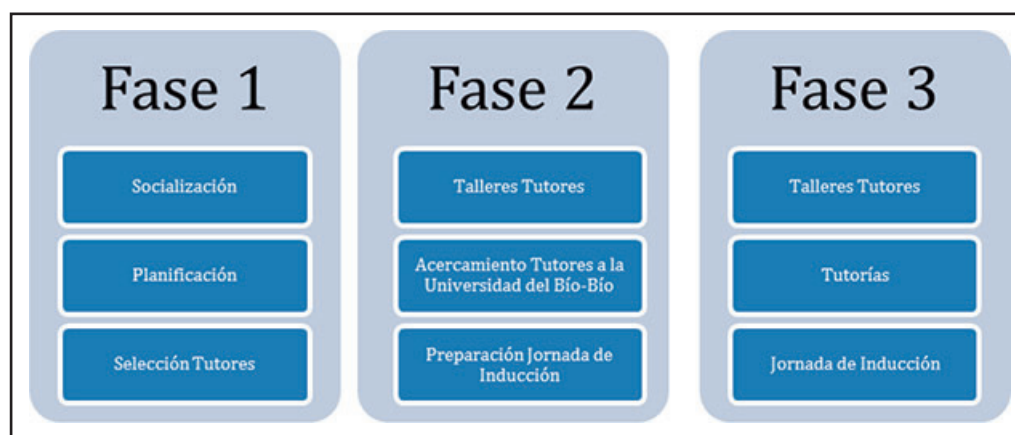 Fase 1
Socialización
Planificación
Selección Tutores
Fase 2
Talleres Tutores
Acercamiento Tutores a la
Universidad del Bío-Bío
Preparación Jornada de
Inducción
Fase 3
Talleres Tutores
Tutorías
Jornada de Inducción